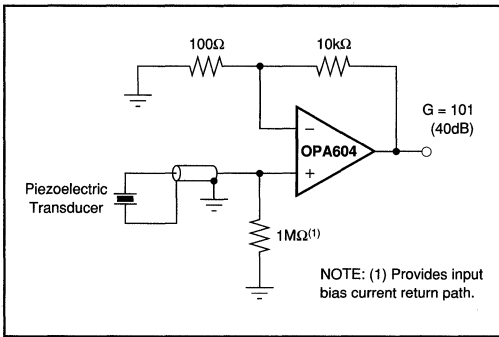 100Ω
10kΩ
G = 101
(40dB)
−
OPA604
+
Piezoelectric
Transducer
1MΩ(1)
NOTE: (1) Provides input
bias current return path.